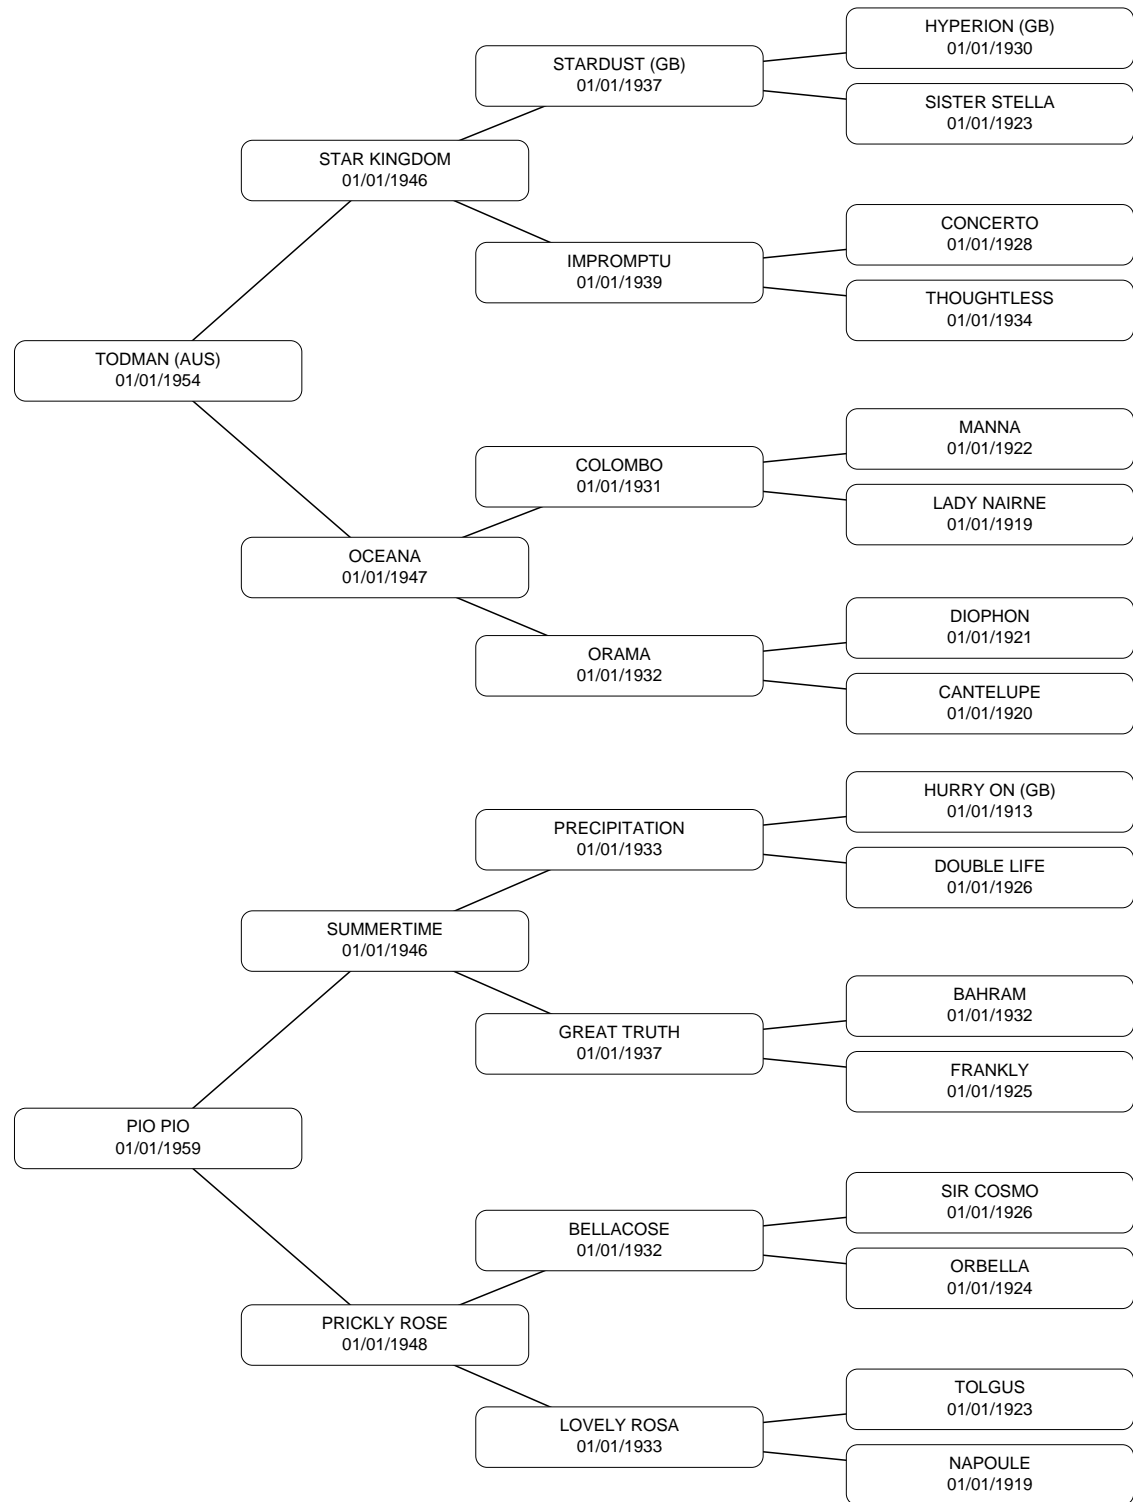 HYPERION (GB)
01/01/1930
STARDUST (GB)
01/01/1937
SISTER STELLA
01/01/1923
STAR KINGDOM
01/01/1946
CONCERTO
01/01/1928
IMPROMPTU
01/01/1939
THOUGHTLESS
01/01/1934
TODMAN (AUS)
01/01/1954
MANNA
01/01/1922
COLOMBO
01/01/1931
LADY NAIRNE
01/01/1919
OCEANA
01/01/1947
DIOPHON
01/01/1921
ORAMA
01/01/1932
CANTELUPE
01/01/1920
HURRY ON (GB)
01/01/1913
PRECIPITATION
01/01/1933
DOUBLE LIFE
01/01/1926
SUMMERTIME
01/01/1946
BAHRAM
01/01/1932
GREAT TRUTH
01/01/1937
FRANKLY
01/01/1925
PIO PIO
01/01/1959
SIR COSMO
01/01/1926
BELLACOSE
01/01/1932
ORBELLA
01/01/1924
PRICKLY ROSE
01/01/1948
TOLGUS
01/01/1923
LOVELY ROSA
01/01/1933
NAPOULE
01/01/1919